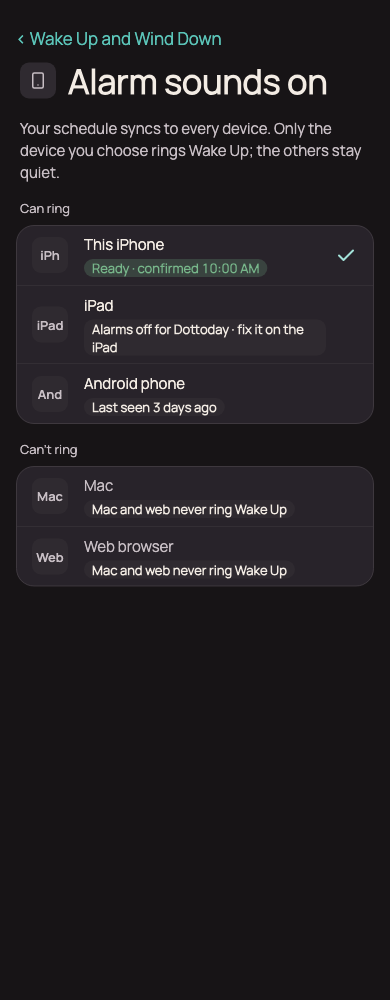 ‹ Wake Up and Wind Down
Alarm sounds on
Your schedule syncs to every device. Only the
device you choose rings Wake Up; the others stay
quiet.
Can ring
iPh
This iPhone
Ready · confirmed 10:00 AM
iPad
iPad
Alarms off for Dottoday · fix it on the
iPad
And
Android phone
Last seen 3 days ago
Can't ring
Mac
Mac
Mac and web never ring Wake Up
Web
Web browser
Mac and web never ring Wake Up